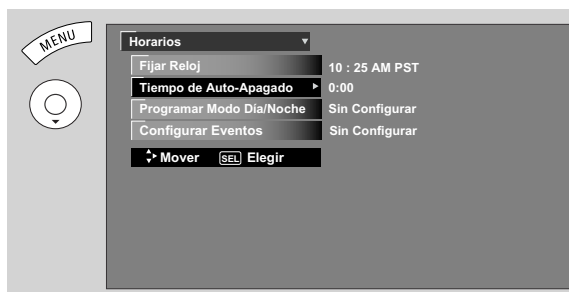 MENU
Horarios
Fijar Reloj 10 : 25 AM PST
Tiempo de Auto-Apagado 0:00
Programar Modo Día/Noche Sin Configurar
Configurar Eventos Sin Configurar
Mover SEL Elegir